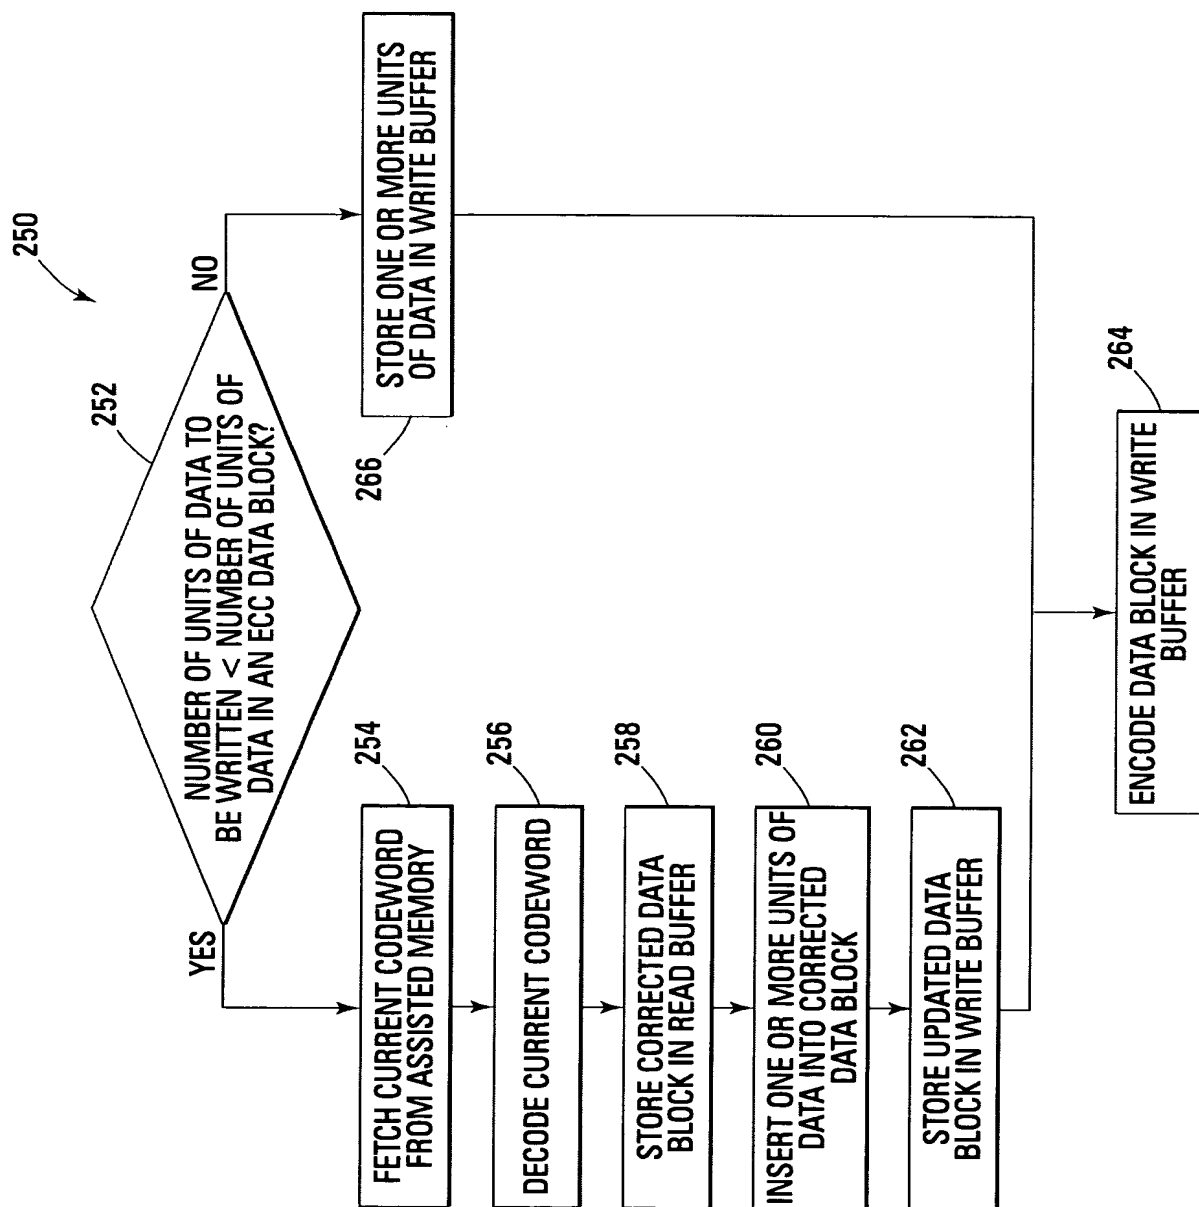 250
252
NUMBER OF UNITS OF DATA TO
BE WRITTEN < NUMBER OF UNITS OF
DATA IN AN ECC DATA BLOCK?
YES
NO
254
FETCH CURRENT CODEWORD
FROM ASSISTED MEMORY
256
DECODE CURRENT CODEWORD
258
STORE CORRECTED DATA
BLOCK IN READ BUFFER
260
INSERT ONE OR MORE UNITS OF
DATA INTO CORRECTED
DATA BLOCK
262
STORE UPDATED DATA
BLOCK IN WRITE BUFFER
STORE ONE OR MORE UNITS
OF DATA IN WRITE BUFFER
266
264
ENCODE DATA BLOCK IN WRITE
BUFFER